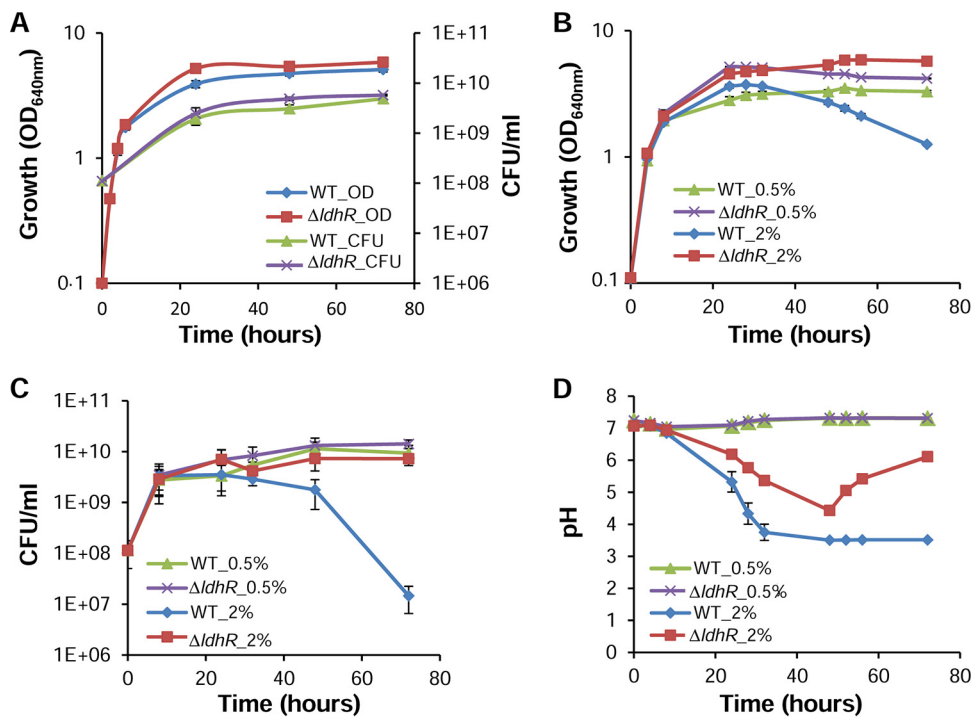 A
Growth (OD640nm)
10
1
0.1
1E+11
1E+10
1E+09
1E+08
1E+07
1E+06
CFU/ml
WT_OD
ΔldhR_OD
WT_CFU
ΔldhR_CFU
0 20 40 60 80
Time (hours)
B
Growth (OD640nm)
10
1
0.1
WT_0.5%
ΔldhR_0.5%
WT_2%
ΔldhR_2%
0 20 40 60 80
Time (hours)
C
CFU/ml
1E+11
1E+10
1E+09
1E+08
1E+07
1E+06
WT_0.5%
ΔldhR_0.5%
WT_2%
ΔldhR_2%
0 20 40 60 80
Time (hours)
D
pH
8
7
6
5
4
3
2
1
0
WT_0.5%
ΔldhR_0.5%
WT_2%
ΔldhR_2%
0 20 40 60 80
Time (hours)